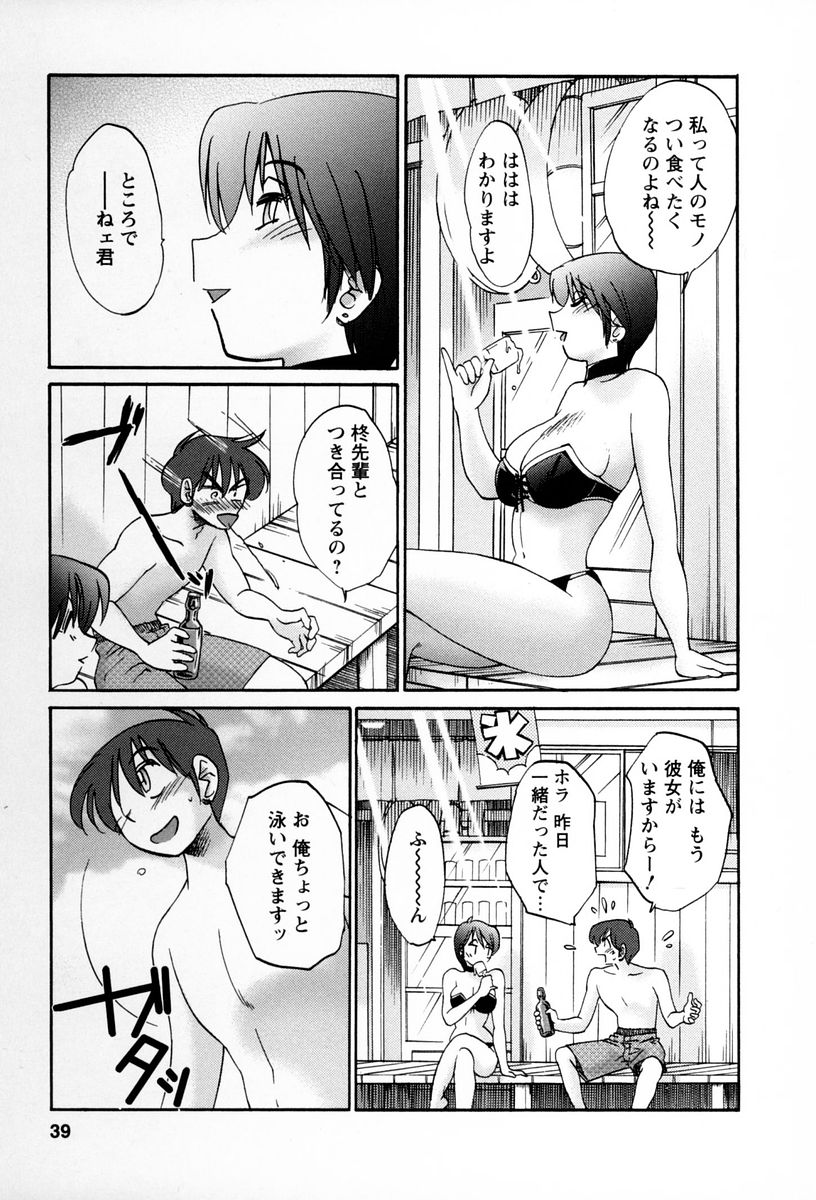 私って人のモノ
つい食べたく
なるのよね～～
ははは
わかりますよ
ところで
――ねェ君
柊先輩と
つき合ってるの？
ブッ
俺には もう
彼女が
いますからー！
ホラ 昨日
一緒だった人で…
氷
ふ～～～～ん
お 俺ちょっと
泳いできますッ
ガタッ
39